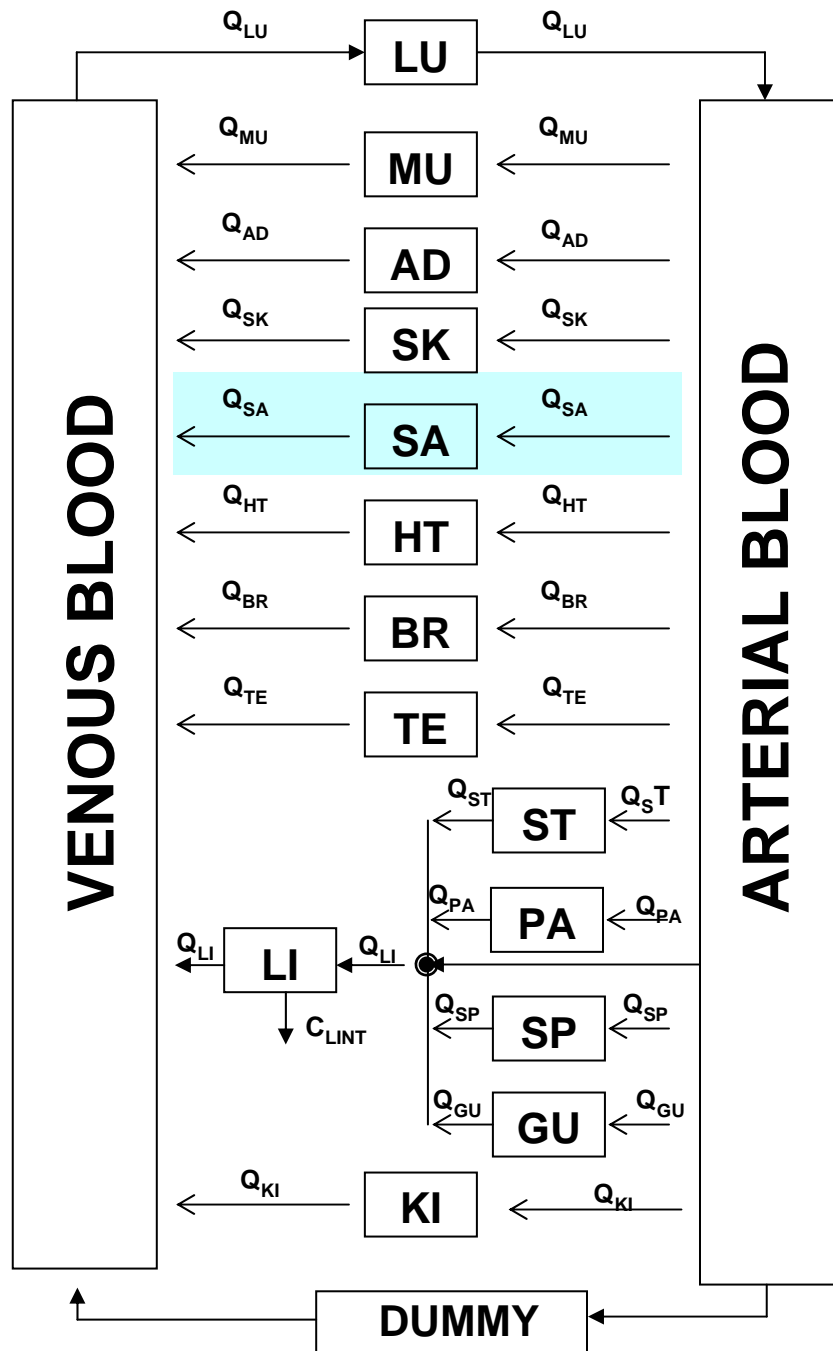 Q_LU LU Q_LU
Q_MU MU Q_MU
Q_AD AD Q_AD
Q_SK SK Q_SK
Q_SA SA Q_SA
Q_HT HT Q_HT
Q_BR BR Q_BR
Q_TE TE Q_TE
VENOUS BLOOD
ARTERIAL BLOOD
Q_ST ST Q_ST
Q_PA PA Q_PA
Q_LI LI Q_LI
C_LINT
Q_SP SP Q_SP
Q_GU GU Q_GU
Q_KI KI Q_KI
DUMMY